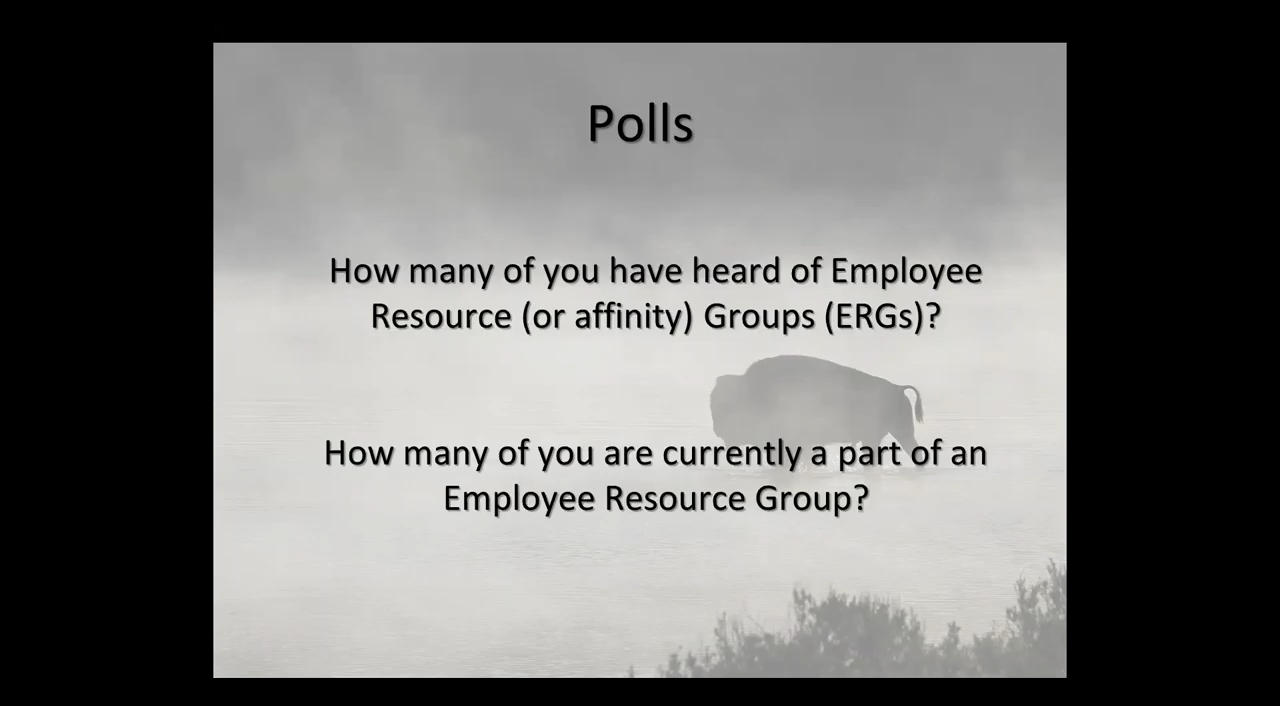 Polls
How many of you have heard of Employee
Resource (or affinity) Groups (ERGs)?
How many of you are currently a part of an
Employee Resource Group?